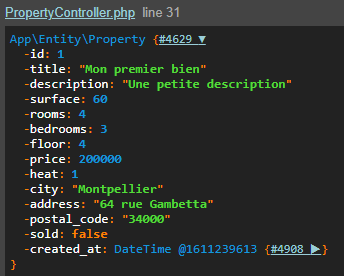 PropertyController.php line 31
App\Entity\Property {#4629 ▼
-id: 1
-title: "Mon premier bien"
-description: "Une petite description"
-surface: 60
-rooms: 4
-bedrooms: 3
-floor: 4
-price: 200000
-heat: 1
-city: "Montpellier"
-address: "64 rue Gambetta"
-postal_code: "34000"
-sold: false
-created_at: DateTime @1611239613 {#4908 ▶}
}